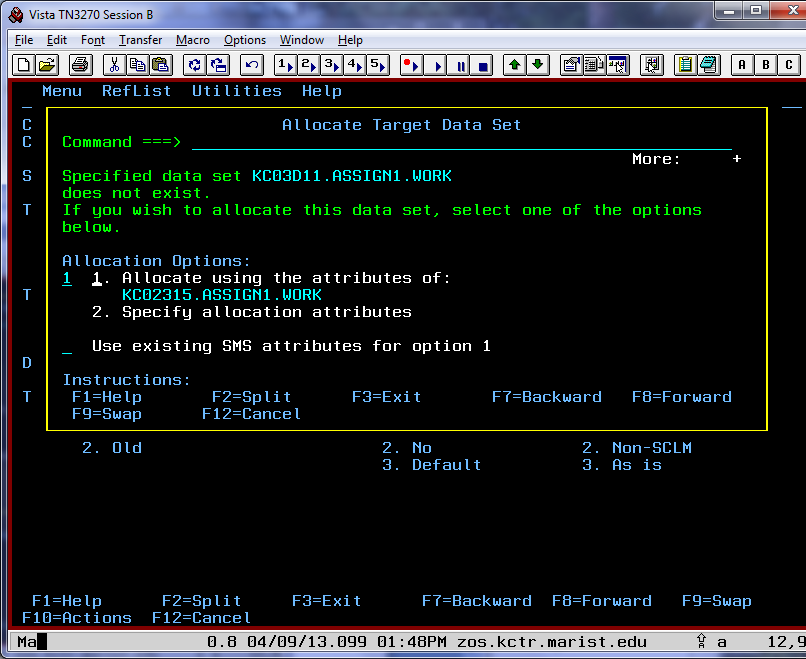 Vista TN3270 Session B
File Edit Font Transfer Macro Options Window Help
1 2 3 4 5 A B C
Menu RefList Utilities Help
C Allocate Target Data Set
C Command ===>
More: +
S Specified data set KC03D11.ASSIGN1.WORK
does not exist.
T If you wish to allocate this data set, select one of the options
below.
Allocation Options:
1 1. Allocate using the attributes of:
T KC02315.ASSIGN1.WORK
2. Specify allocation attributes
_ Use existing SMS attributes for option 1
D
Instructions:
T F1=Help F2=Split F3=Exit F7=Backward F8=Forward
F9=Swap F12=Cancel
2. Old 2. No 2. Non-SCLM
3. Default 3. As is
F1=Help F2=Split F3=Exit F7=Backward F8=Forward F9=Swap
F10=Actions F12=Cancel
Ma 0.8 04/09/13.099 01:48PM zos.kctr.marist.edu a 12,9